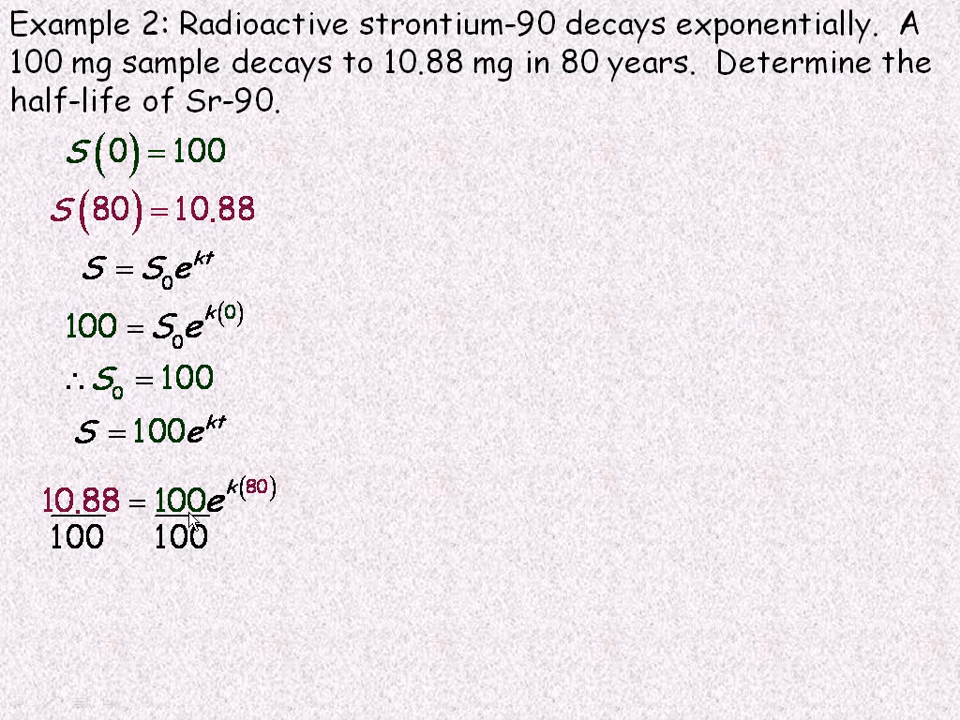 Example 2: Radioactive strontium-90 decays exponentially. A
100 mg sample decays to 10.88 mg in 80 years. Determine the
half-life of Sr-90.
S(0) = 100
S(80) = 10.88
S = S₀e^{kt}
100 = S₀e^{k(0)}
∴ S₀ = 100
S = 100e^{kt}
10.88 = 100e^{k(80)}
100 100